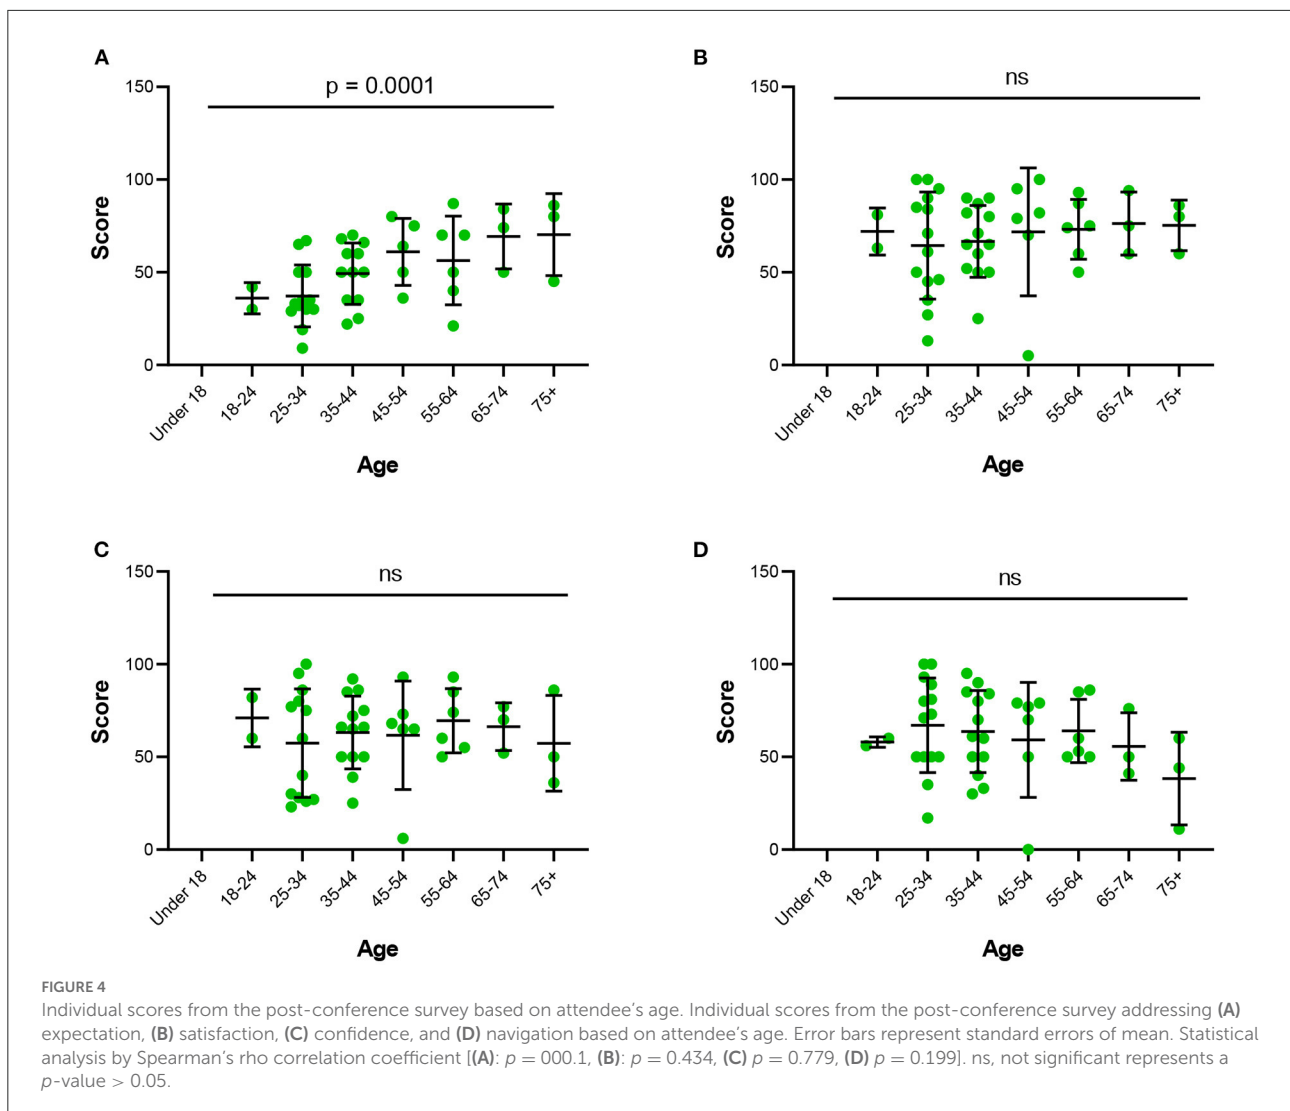 A
p = 0.0001
150
100
50
0
Score
Under 18
18-24
25-34
35-44
45-54
55-64
65-74
75+
Age
B
ns
150
100
50
0
Score
Under 18
18-24
25-34
35-44
45-54
55-64
65-74
75+
Age
C
ns
150
100
50
0
Score
Under 18
18-24
25-34
35-44
45-54
55-64
65-74
75+
Age
D
ns
150
100
50
0
Score
Under 18
18-24
25-34
35-44
45-54
55-64
65-74
75+
Age
FIGURE 4
Individual scores from the post-conference survey based on attendee's age. Individual scores from the post-conference survey addressing (A)
expectation, (B) satisfaction, (C) confidence, and (D) navigation based on attendee's age. Error bars represent standard errors of mean. Statistical
analysis by Spearman's rho correlation coefficient [(A): p = 000.1, (B): p = 0.434, (C) p = 0.779, (D) p = 0.199]. ns, not significant represents a
p-value > 0.05.